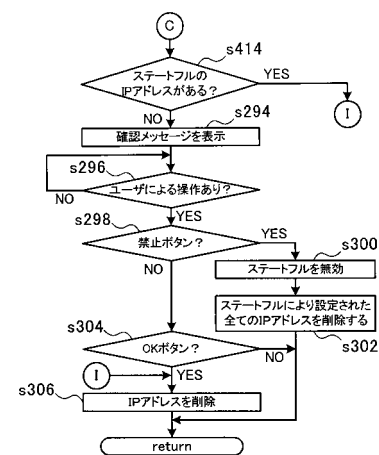 C
s414
ステートフルの
IPアドレスがある?
YES
I
NO
s294
確認メッセージを表示
s296
ユーザによる操作あり?
NO
YES
s298
禁止ボタン?
YES
s300
NO
ステートフルを無効
ステートフルにより設定された
全てのIPアドレスを削除する
s302
s304
OKボタン?
NO
I
YES
s306
IPアドレスを削除
return